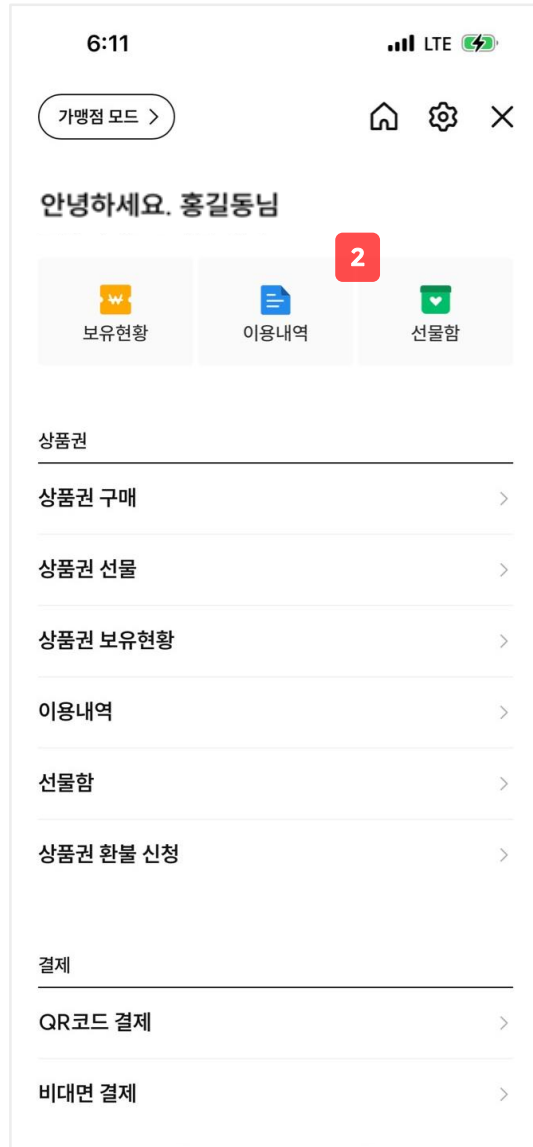 6:11 LTE
가맹점 모드 >
안녕하세요. 홍길동님
2
보유현황 이용내역 선물함
상품권
상품권 구매
상품권 선물
상품권 보유현황
이용내역
선물함
상품권 환불 신청
결제
QR코드 결제
비대면 결제